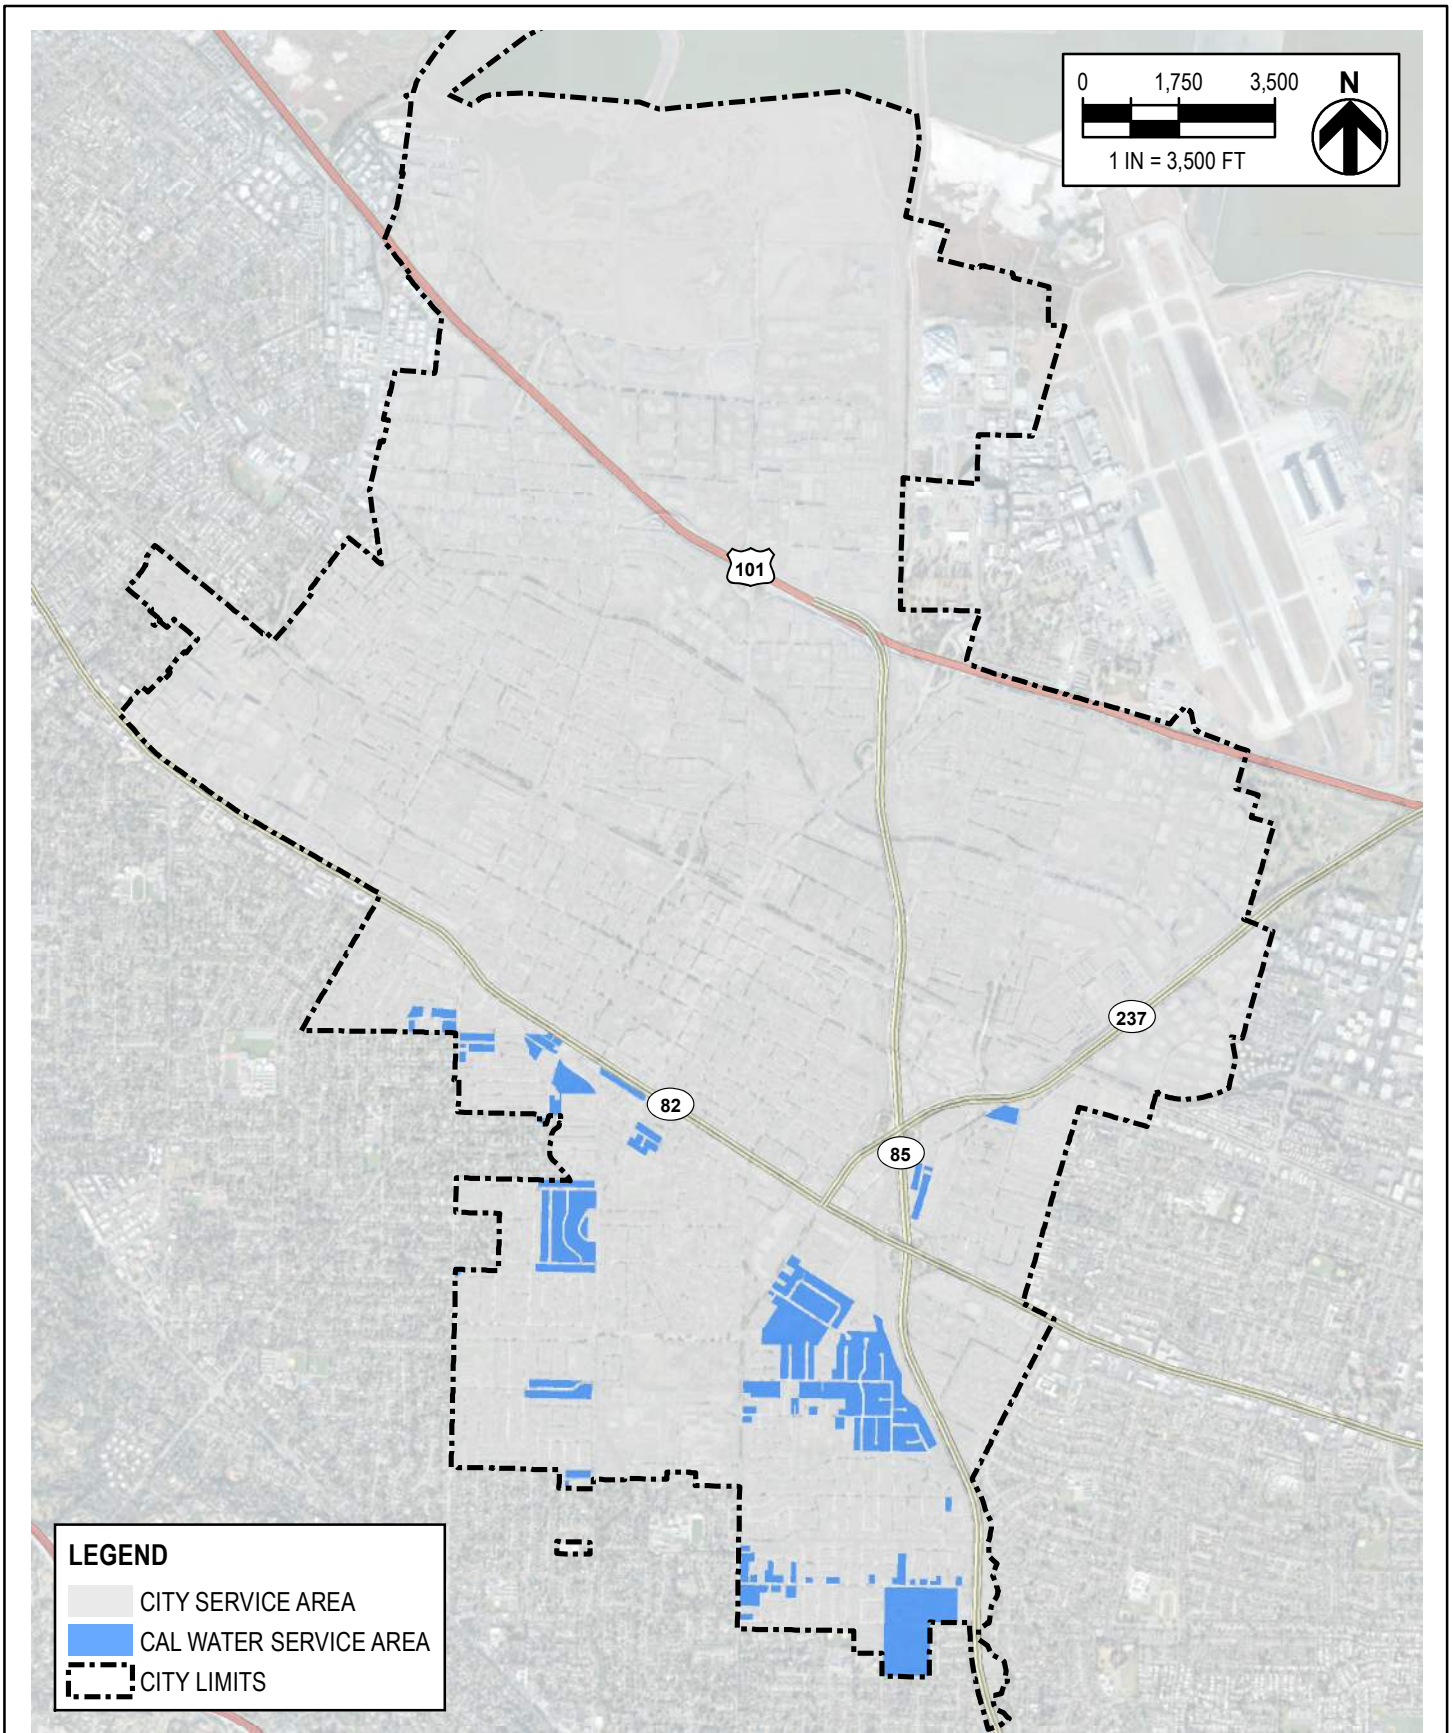 0 1,750 3,500 N
1 IN = 3,500 FT
101
237
82
85
LEGEND
CITY SERVICE AREA
CAL WATER SERVICE AREA
CITY LIMITS